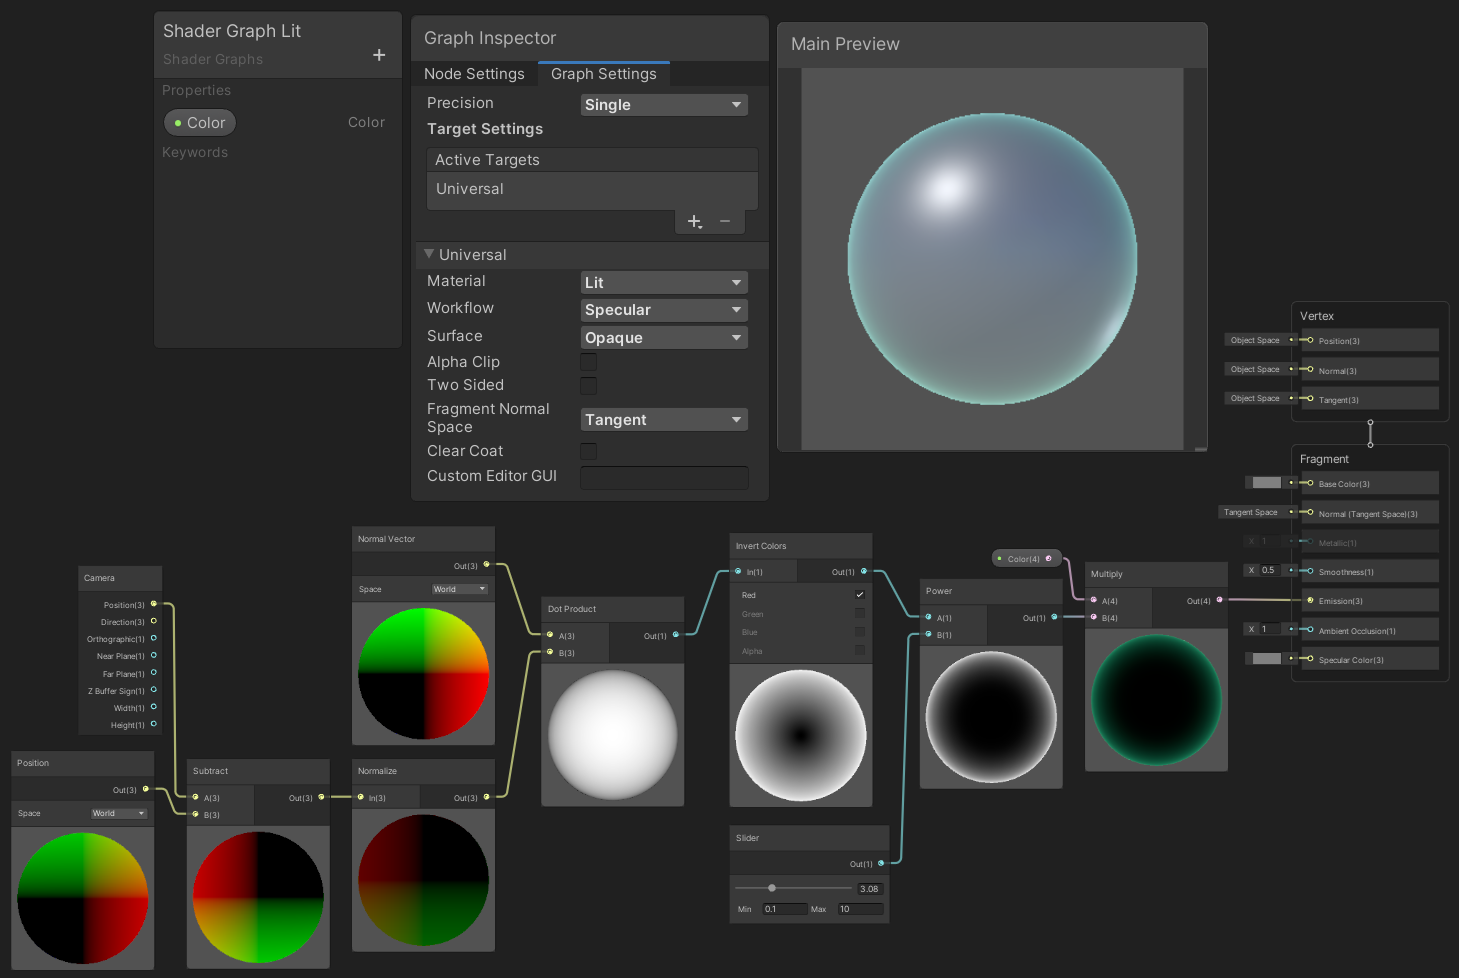 Shader Graph Lit
Shader Graphs
+
Properties
Color Color
Keywords
Graph Inspector
Node Settings Graph Settings
Precision Single
Target Settings
Active Targets
Universal
+ −
Universal
Material Lit
Workflow Specular
Surface Opaque
Alpha Clip
Two Sided
Fragment Normal
Space Tangent
Clear Coat
Custom Editor GUI
Main Preview
Vertex
Object Space Position(3)
Object Space Normal(3)
Object Space Tangent(3)
Fragment
Base Color(3)
Tangent Space Normal (Tangent Space)(3)
X 1 Metallic(1)
X 0.5 Smoothness(1)
Emission(3)
X 1 Ambient Occlusion(1)
Specular Color(3)
Camera
Position(3)
Direction(3)
Orthographic(1)
Near Plane(1)
Far Plane(1)
Z Buffer Sign(1)
Width(1)
Height(1)
Position
Out(3)
Space World
Subtract
A(3) Out(3)
B(3)
Normal Vector
Out(3)
Space World
Normalize
In(3) Out(3)
Dot Product
A(3) Out(1)
B(3)
Invert Colors
In(1) Out(1)
Red
Green
Blue
Alpha
Slider
Out(1)
3.08
Min 0.1 Max 10
Power
A(1) Out(1)
B(1)
Color(4)
Multiply
A(4) Out(4)
B(4)